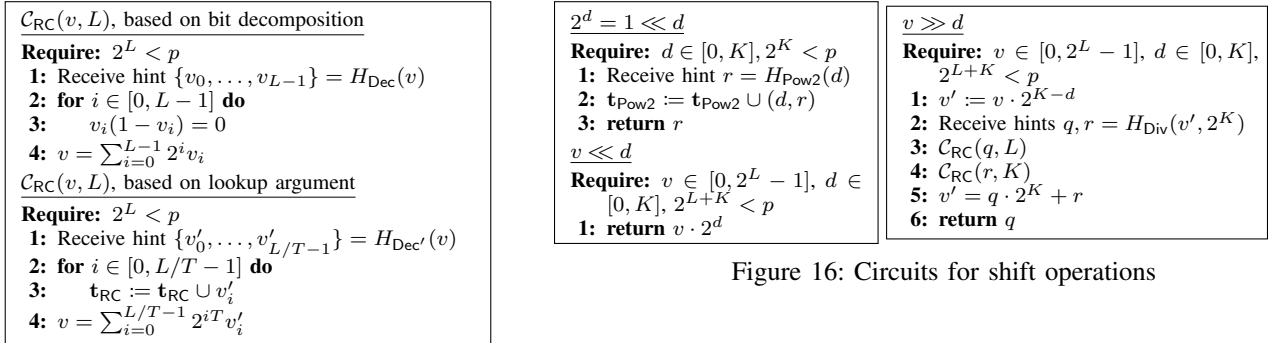 C_RC(v, L), based on bit decomposition
Require: 2^L < p
1: Receive hint {v_0, . . . , v_{L−1}} = H_Dec(v)
2: for i ∈ [0, L − 1] do
3: v_i(1 − v_i) = 0
4: v = ∑_{i=0}^{L−1} 2^i v_i
C_RC(v, L), based on lookup argument
Require: 2^L < p
1: Receive hint {v′_0, . . . , v′_{L/T−1}} = H_Dec′(v)
2: for i ∈ [0, L/T − 1] do
3: t_RC := t_RC ∪ v′_i
4: v = ∑_{i=0}^{L/T−1} 2^{iT} v′_i
2^d = 1 ≪ d
Require: d ∈ [0, K], 2^K < p
1: Receive hint r = H_Pow2(d)
2: t_Pow2 := t_Pow2 ∪ (d, r)
3: return r
v ≪ d
Require: v ∈ [0, 2^L − 1], d ∈
[0, K], 2^{L+K} < p
1: return v · 2^d
v ≫ d
Require: v ∈ [0, 2^L − 1], d ∈ [0, K],
2^{L+K} < p
1: v′ := v · 2^{K−d}
2: Receive hints q, r = H_Div(v′, 2^K)
3: C_RC(q, L)
4: C_RC(r, K)
5: v′ = q · 2^K + r
6: return q
Figure 16: Circuits for shift operations